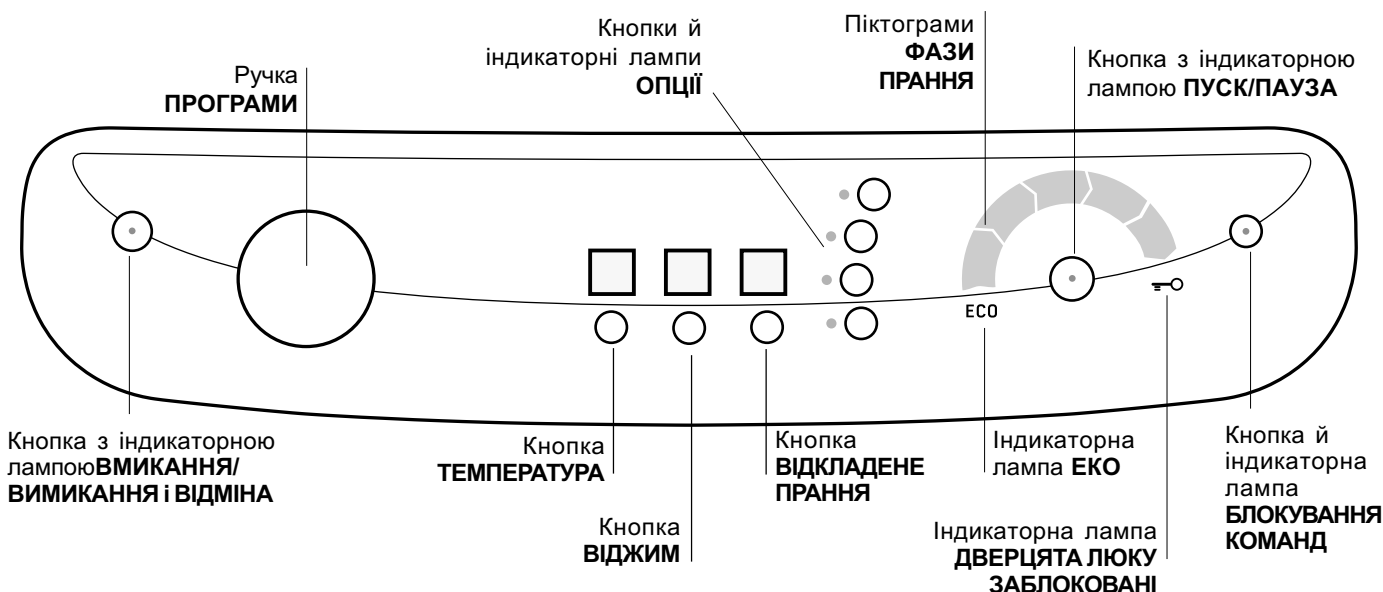 Кнопки й
індикаторні лампи
ОПЦІЇ
Піктограми
ФАЗИ
ПРАННЯ
Ручка
ПРОГРАМИ
Кнопка з індикаторною
лампою ПУСК/ПАУЗА
ECO
Кнопка з індикаторною
лампоюВМИКАННЯ/
ВИМИКАННЯ і ВІДМІНА
Кнопка
ТЕМПЕРАТУРА
Кнопка
ВІДЖИМ
Кнопка
ВІДКЛАДЕНЕ
ПРАННЯ
Індикаторна
лампа ЕКО
Індикаторна лампа
ДВЕРЦЯТА ЛЮКУ
ЗАБЛОКОВАНІ
Кнопка й
індикаторна
лампа
БЛОКУВАННЯ
КОМАНД